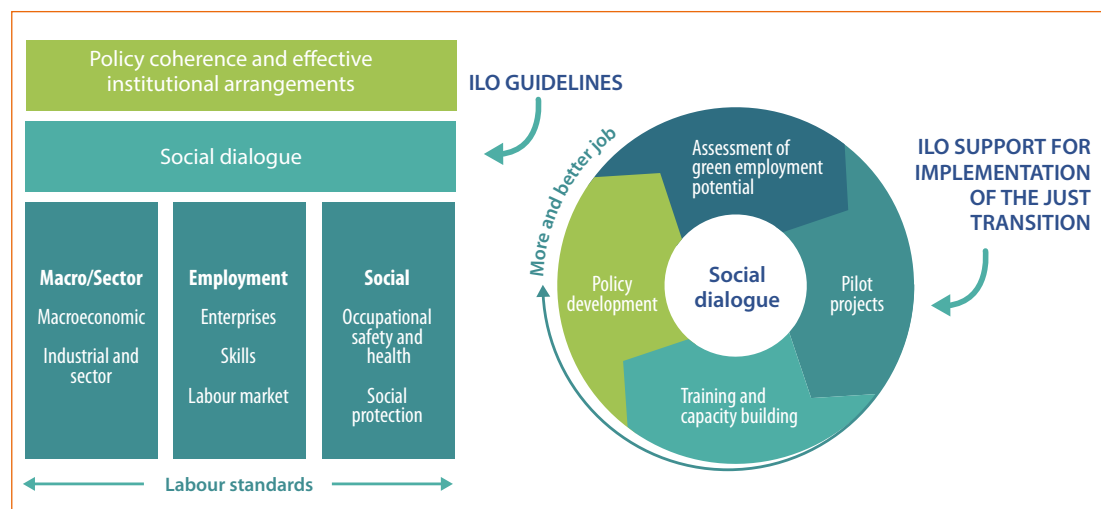 Policy coherence and effective
institutional arrangements
Social dialogue
Macro/Sector
Macroeconomic
Industrial and
sector
Employment
Enterprises
Skills
Labour market
Social
Occupational
safety and
health
Social
protection
Labour standards
ILO GUIDELINES
More and better job
Assessment of
green employment
potential
Policy
development
Social
dialogue
Pilot
projects
Training and
capacity building
ILO SUPPORT FOR
IMPLEMENTATION
OF THE JUST
TRANSITION